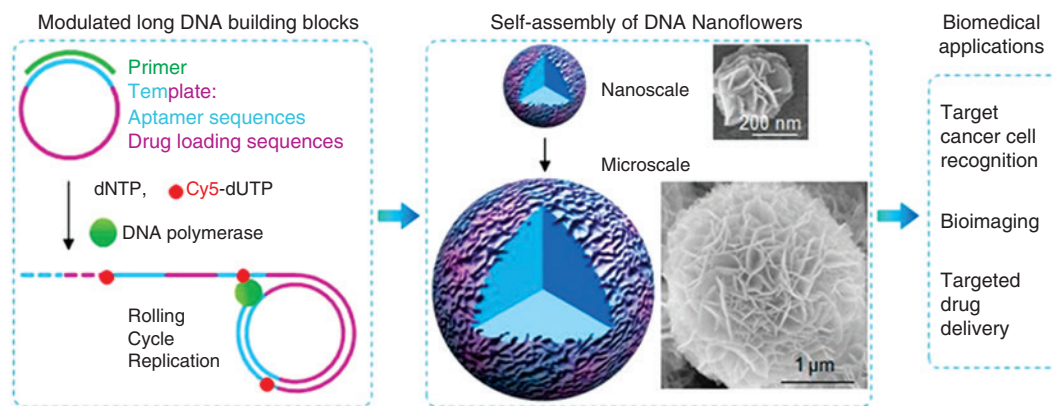 Modulated long DNA building blocks
Primer
Template:
Aptamer sequences
Drug loading sequences
dNTP, Cy5-dUTP
DNA polymerase
Rolling
Cycle
Replication
Self-assembly of DNA Nanoflowers
Nanoscale
200 nm
Microscale
1 µm
Biomedical
applications
Target
cancer cell
recognition
Bioimaging
Targeted
drug
delivery